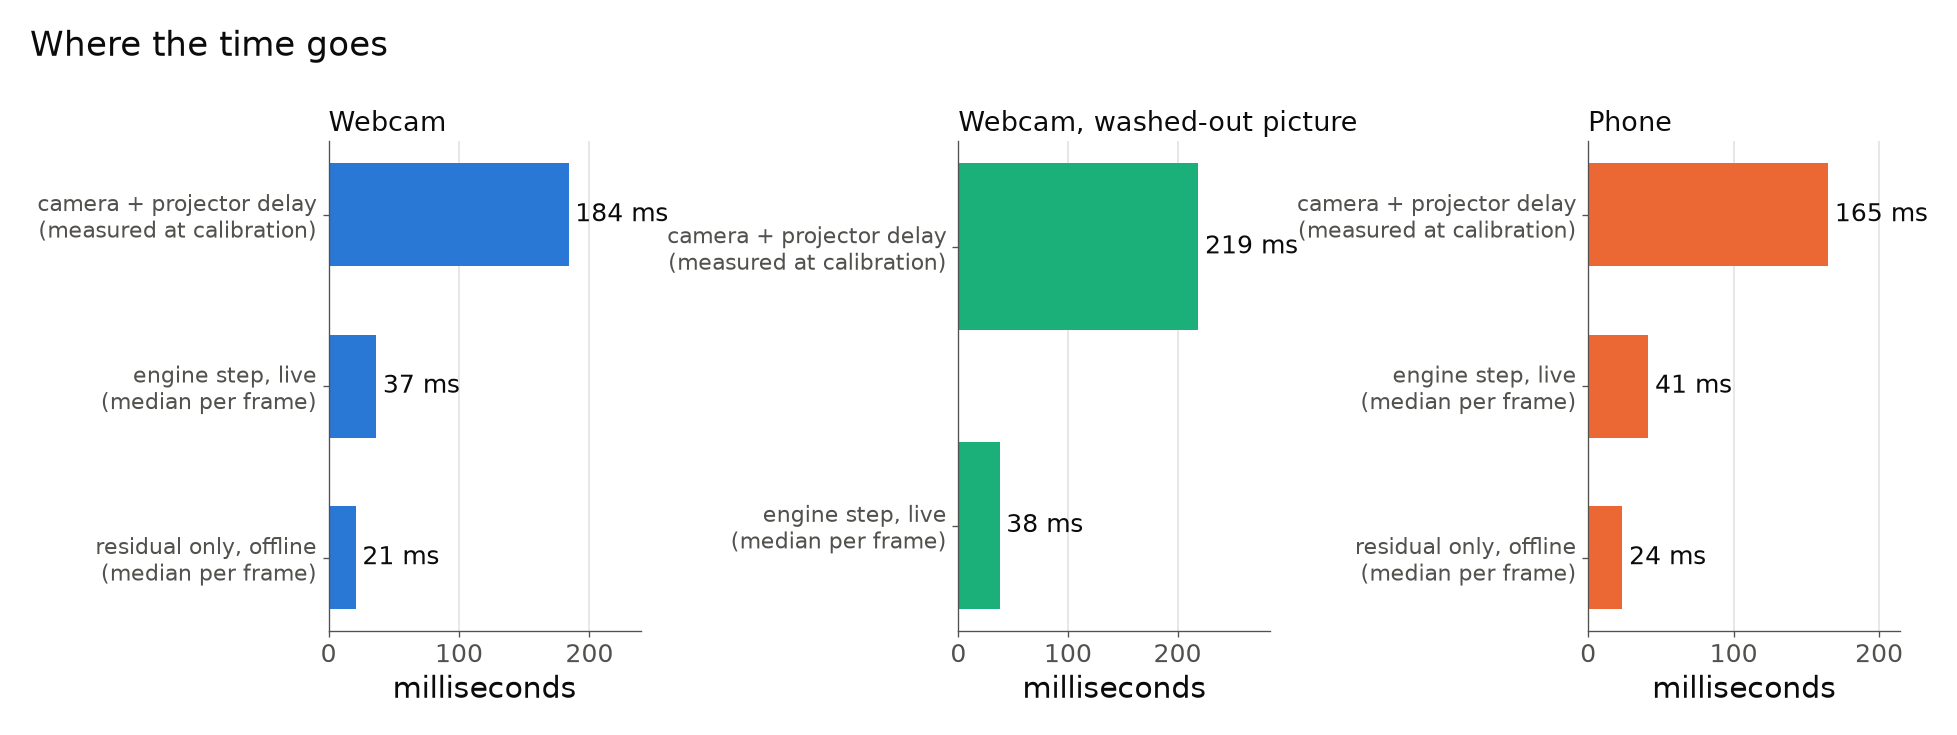 Where the time goes
Webcam
camera + projector delay
(measured at calibration)
184 ms
engine step, live
(median per frame)
37 ms
residual only, offline
(median per frame)
21 ms
0 100 200
milliseconds
Webcam, washed-out picture
camera + projector delay
(measured at calibration)
219 ms
engine step, live
(median per frame)
38 ms
0 100 200
milliseconds
Phone
camera + projector delay
(measured at calibration)
165 ms
engine step, live
(median per frame)
41 ms
residual only, offline
(median per frame)
24 ms
0 100 200
milliseconds